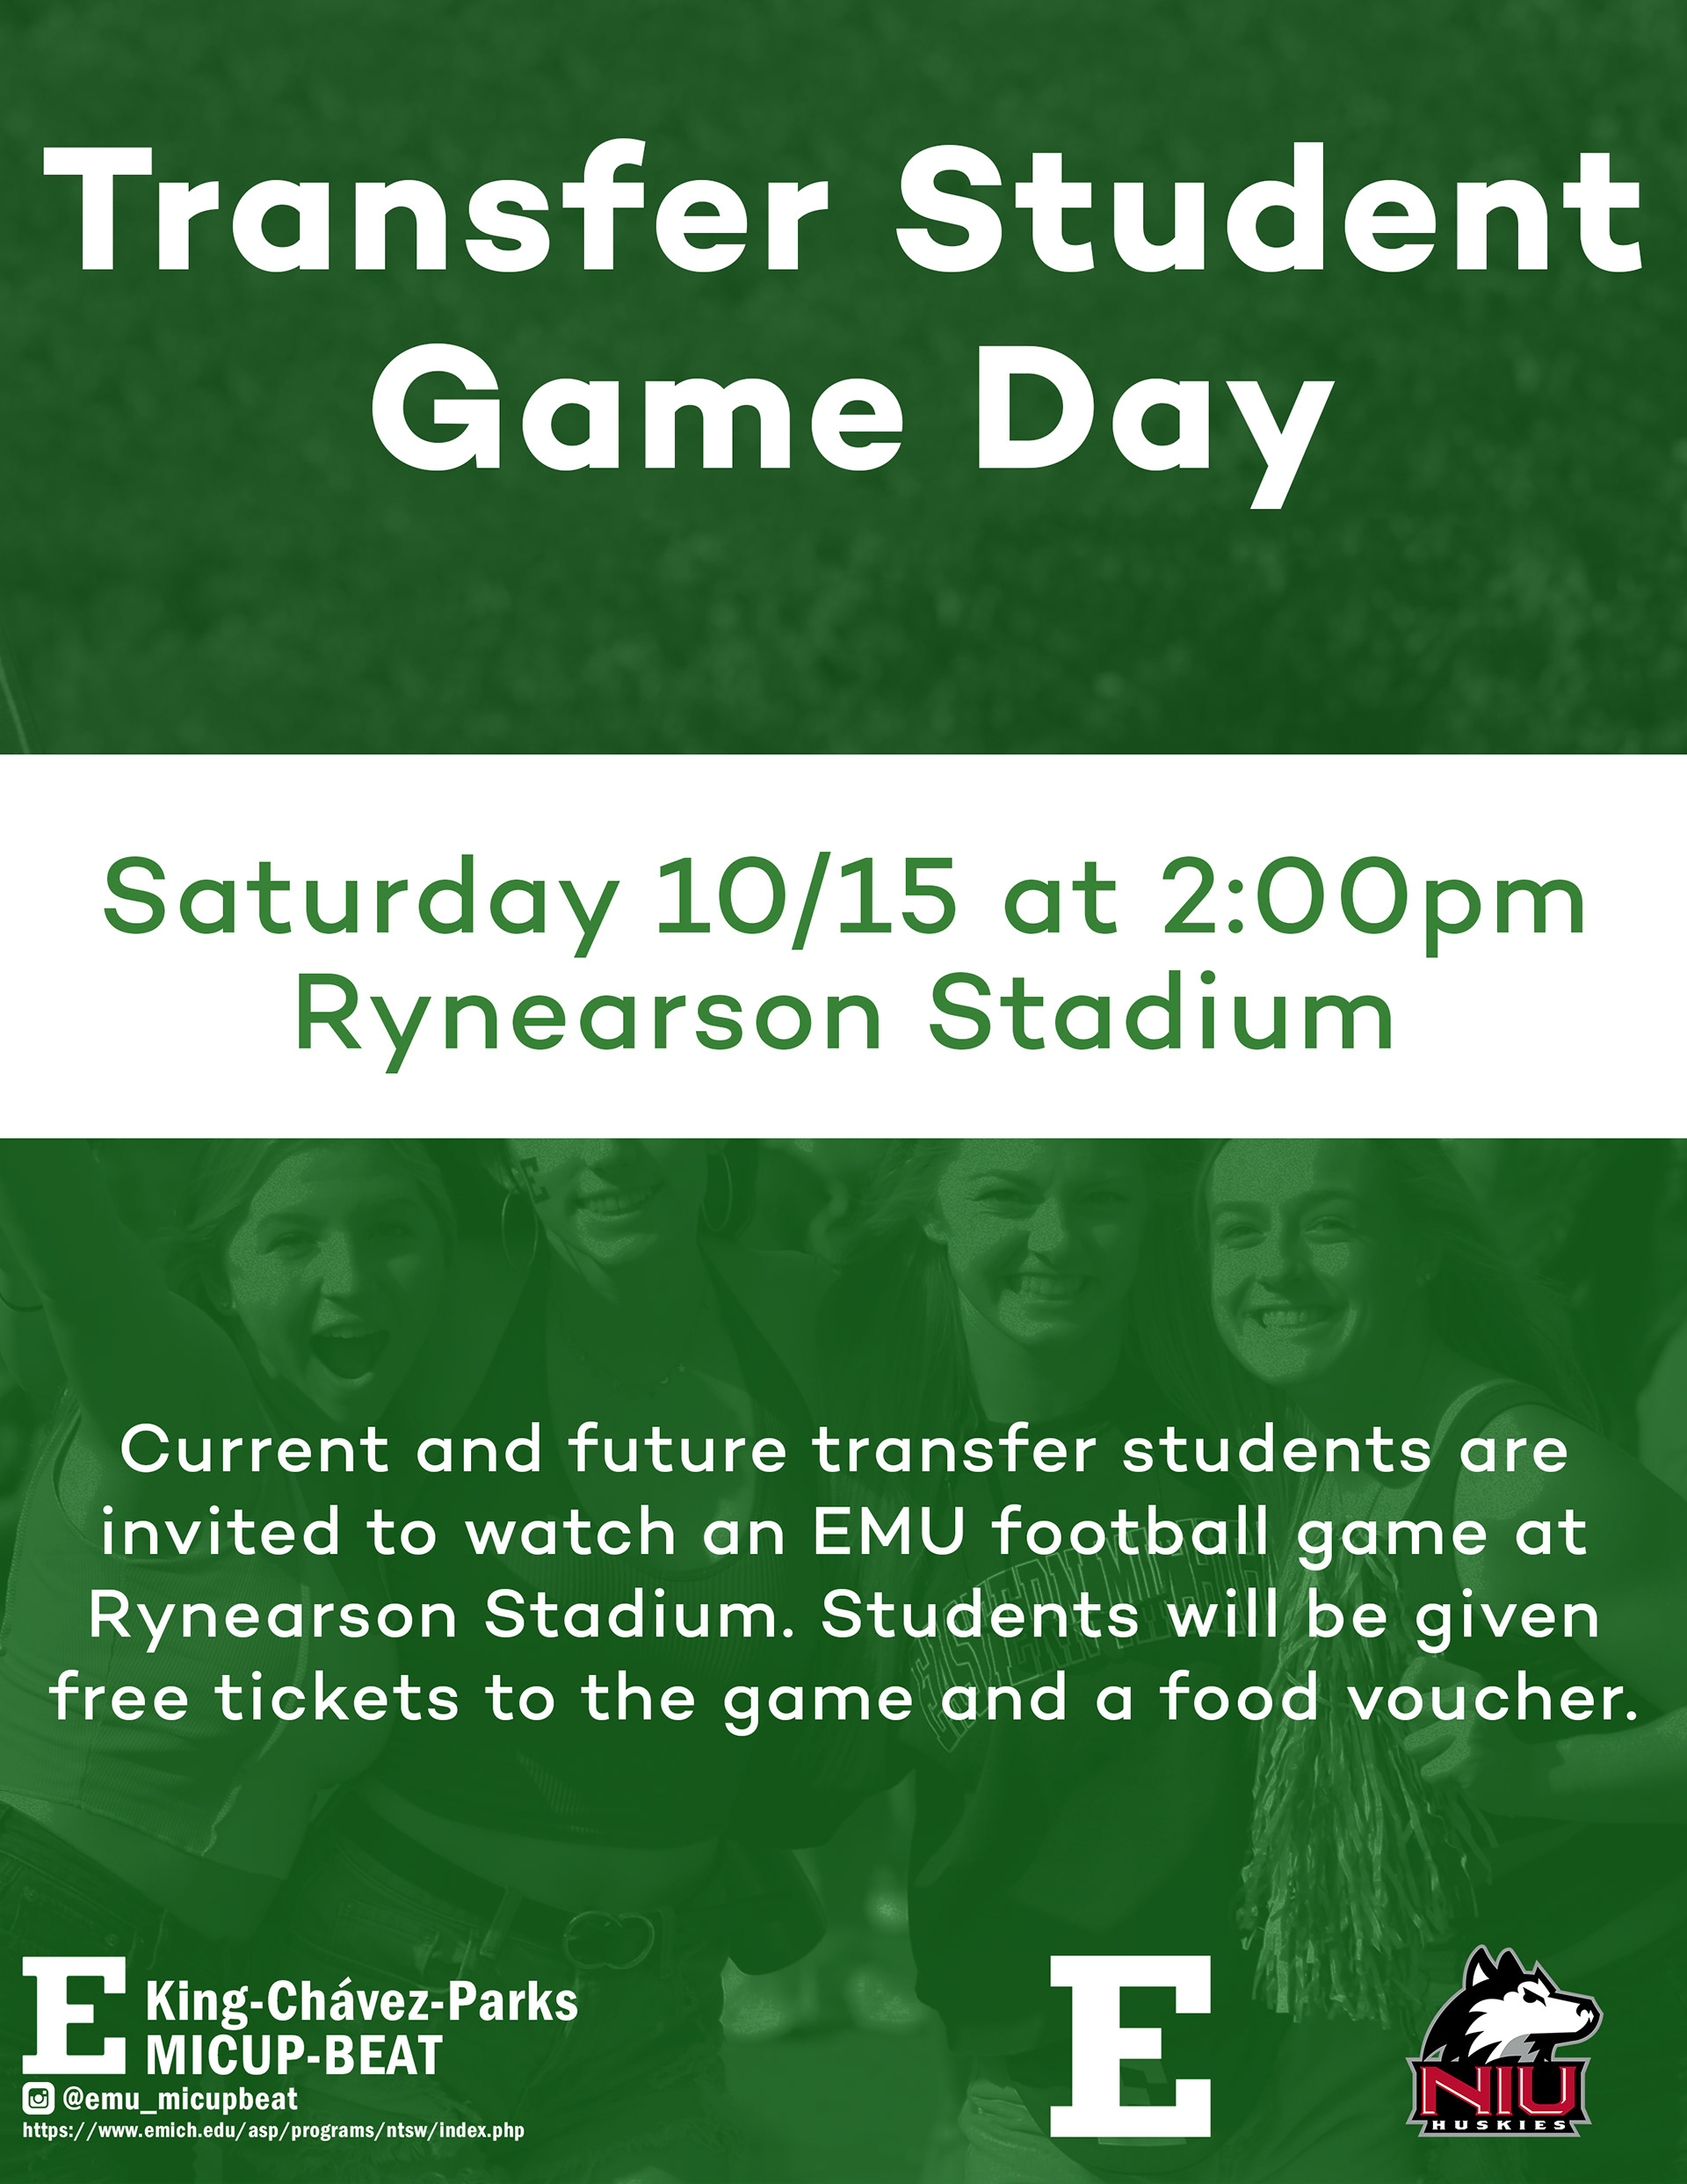 Transfer Student
Game Day
Saturday 10/15 at 2:00pm
Rynearson Stadium
Current and future transfer students are
invited to watch an EMU football game at
Rynearson Stadium. Students will be given
free tickets to the game and a food voucher.
E King-Chávez-Parks
MICUP-BEAT
@emu_micupbeat
https://www.emich.edu/asp/programs/ntsw/index.php
E
NIU
HUSKIES
E
EASTERN MICHIGAN